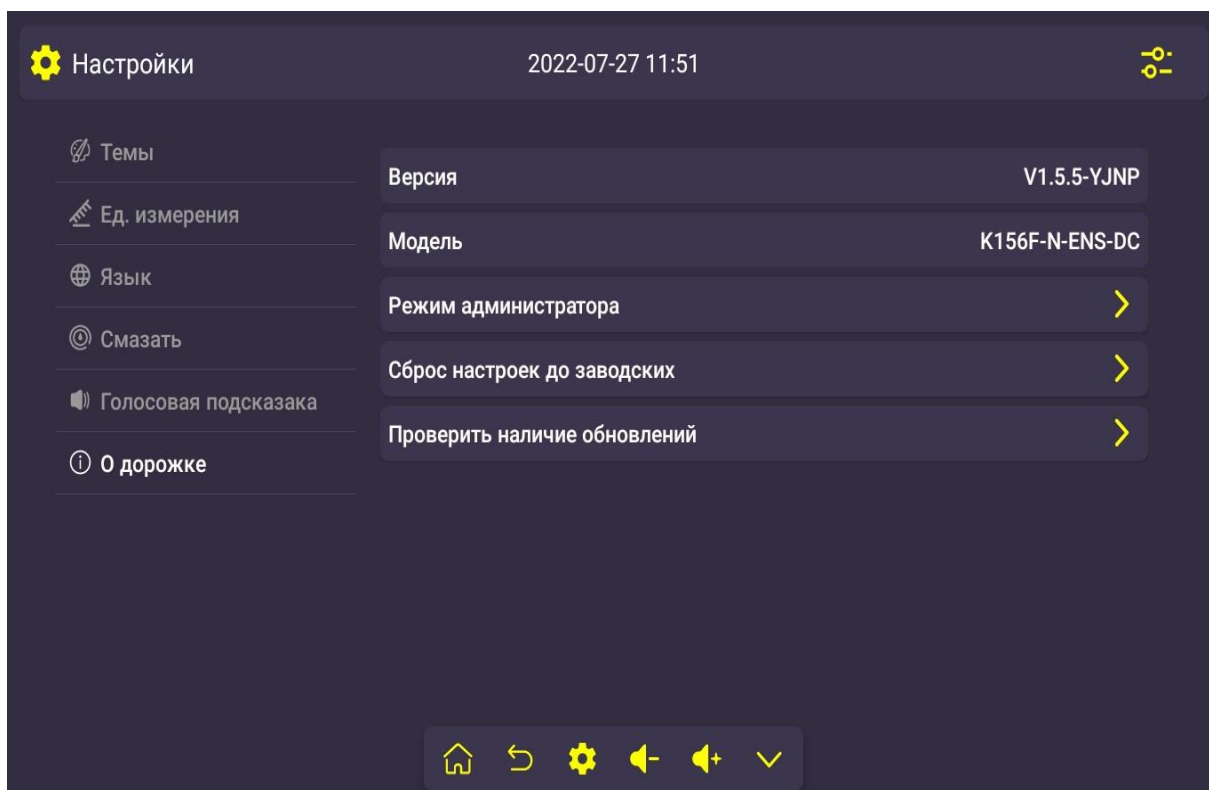 Настройки
2022-07-27 11:51
Темы
Ед. измерения
Язык
Смазать
Голосовая подсказака
О дорожке
Версия V1.5.5-YJNP
Модель K156F-N-ENS-DC
Режим администратора
Сброс настроек до заводских
Проверить наличие обновлений